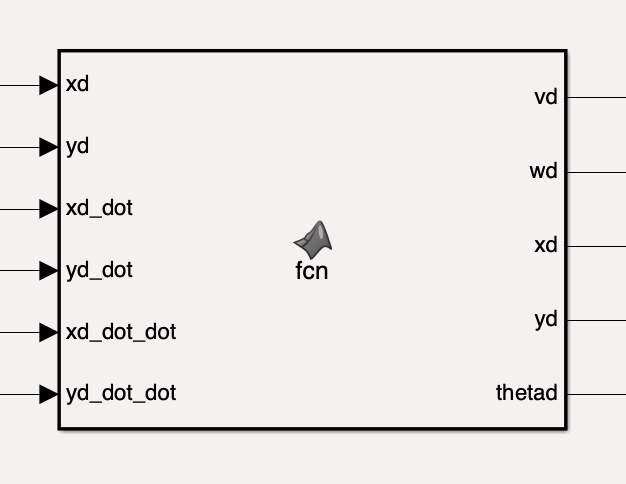 xd
yd
xd_dot
yd_dot
xd_dot_dot
yd_dot_dot
fcn
vd
wd
xd
yd
thetad